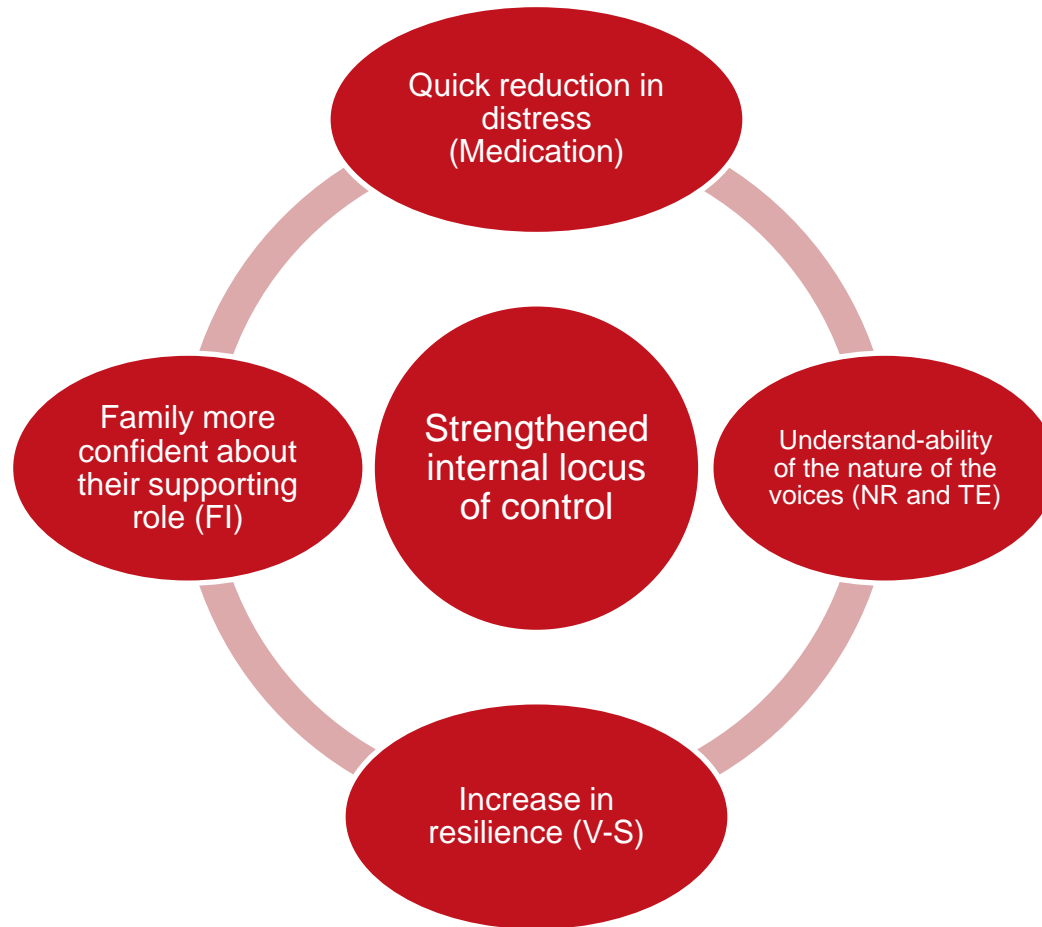 Quick reduction in
distress
(Medication)
Family more
confident about
their supporting
role (FI)
Strengthened
internal locus
of control
Understand-ability
of the nature of the
voices (NR and TE)
Increase in
resilience (V-S)